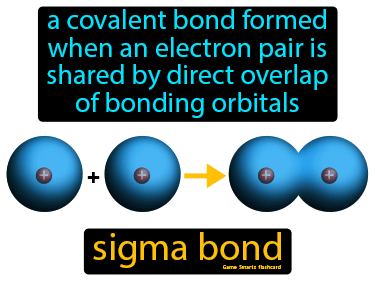 a covalent bond formed
when an electron pair is
shared by direct overlap
of bonding orbitals
+ + +
+ +
sigma bond
Game Smartz flashcard